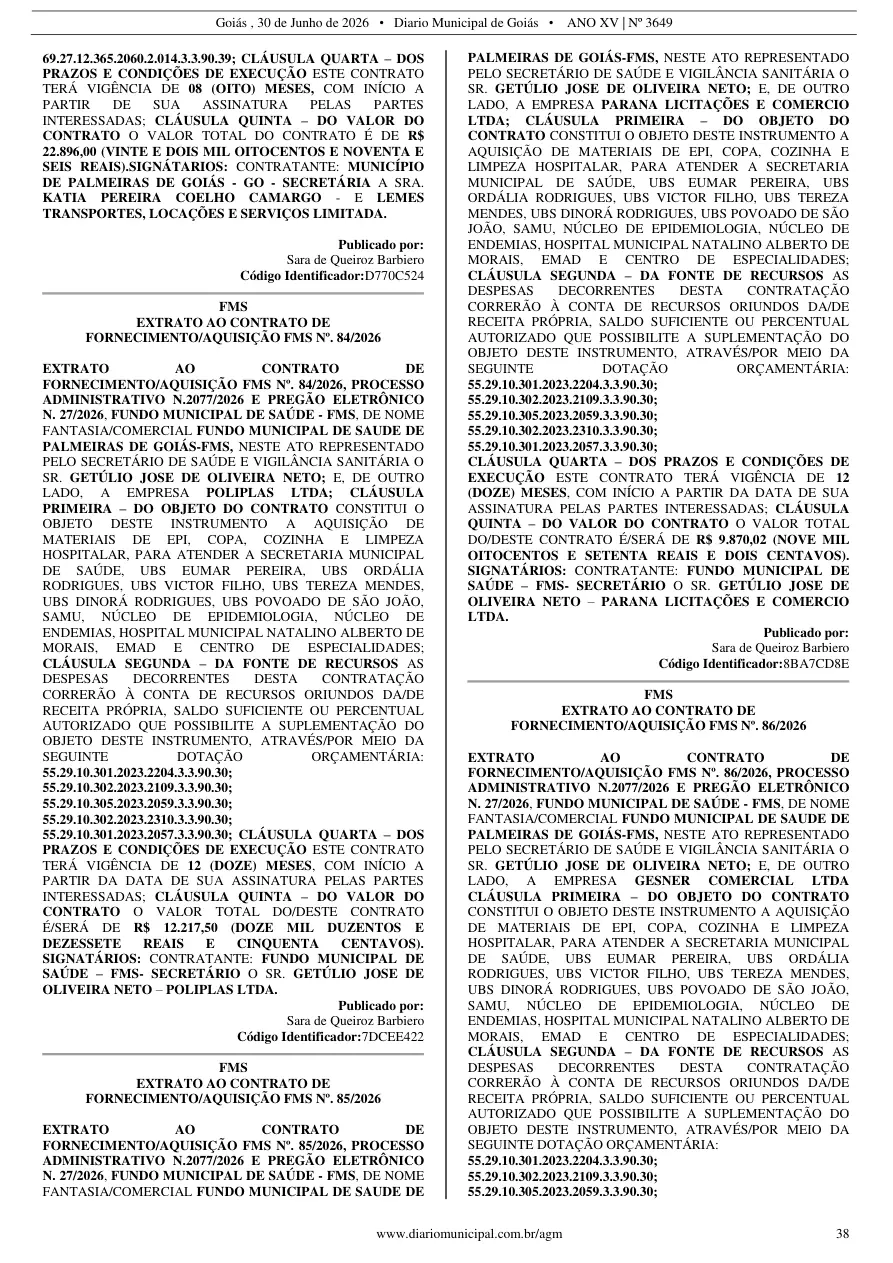 Goiás , 30 de Junho de 2026 • Diario Municipal de Goiás • ANO XV | Nº 3649
69.27.12.365.2060.2.014.3.3.90.39; CLÁUSULA QUARTA – DOS
PRAZOS E CONDIÇÕES DE EXECUÇÃO ESTE CONTRATO
TERÁ VIGÊNCIA DE 08 (OITO) MESES, COM INÍCIO A
PARTIR DE SUA ASSINATURA PELAS PARTES
INTERESSADAS; CLÁUSULA QUINTA – DO VALOR DO
CONTRATO O VALOR TOTAL DO CONTRATO É DE R$
22.896,00 (VINTE E DOIS MIL OITOCENTOS E NOVENTA E
SEIS REAIS).SIGNÁTARIOS: CONTRATANTE: MUNICÍPIO
DE PALMEIRAS DE GOIÁS - GO - SECRETÁRIA A SRA.
KATIA PEREIRA COELHO CAMARGO - E LEMES
TRANSPORTES, LOCAÇÕES E SERVIÇOS LIMITADA.
Publicado por:
Sara de Queiroz Barbiero
Código Identificador:D770C524
FMS
EXTRATO AO CONTRATO DE
FORNECIMENTO/AQUISIÇÃO FMS Nº. 84/2026
EXTRATO AO CONTRATO DE
FORNECIMENTO/AQUISIÇÃO FMS Nº. 84/2026, PROCESSO
ADMINISTRATIVO N.2077/2026 E PREGÃO ELETRÔNICO
N. 27/2026, FUNDO MUNICIPAL DE SAÚDE - FMS, DE NOME
FANTASIA/COMERCIAL FUNDO MUNICIPAL DE SAUDE DE
PALMEIRAS DE GOIÁS-FMS, NESTE ATO REPRESENTADO
PELO SECRETÁRIO DE SAÚDE E VIGILÂNCIA SANITÁRIA O
SR. GETÚLIO JOSE DE OLIVEIRA NETO; E, DE OUTRO
LADO, A EMPRESA POLIPLAS LTDA; CLÁUSULA
PRIMEIRA – DO OBJETO DO CONTRATO CONSTITUI O
OBJETO DESTE INSTRUMENTO A AQUISIÇÃO DE
MATERIAIS DE EPI, COPA, COZINHA E LIMPEZA
HOSPITALAR, PARA ATENDER A SECRETARIA MUNICIPAL
DE SAÚDE, UBS EUMAR PEREIRA, UBS ORDÁLIA
RODRIGUES, UBS VICTOR FILHO, UBS TEREZA MENDES,
UBS DINORÁ RODRIGUES, UBS POVOADO DE SÃO JOÃO,
SAMU, NÚCLEO DE EPIDEMIOLOGIA, NÚCLEO DE
ENDEMIAS, HOSPITAL MUNICIPAL NATALINO ALBERTO DE
MORAIS, EMAD E CENTRO DE ESPECIALIDADES;
CLÁUSULA SEGUNDA – DA FONTE DE RECURSOS AS
DESPESAS DECORRENTES DESTA CONTRATAÇÃO
CORRERÃO À CONTA DE RECURSOS ORIUNDOS DA/DE
RECEITA PRÓPRIA, SALDO SUFICIENTE OU PERCENTUAL
AUTORIZADO QUE POSSIBILITE A SUPLEMENTAÇÃO DO
OBJETO DESTE INSTRUMENTO, ATRAVÉS/POR MEIO DA
SEGUINTE DOTAÇÃO ORÇAMENTÁRIA:
55.29.10.301.2023.2204.3.3.90.30;
55.29.10.302.2023.2109.3.3.90.30;
55.29.10.305.2023.2059.3.3.90.30;
55.29.10.302.2023.2310.3.3.90.30;
55.29.10.301.2023.2057.3.3.90.30; CLÁUSULA QUARTA – DOS
PRAZOS E CONDIÇÕES DE EXECUÇÃO ESTE CONTRATO
TERÁ VIGÊNCIA DE 12 (DOZE) MESES, COM INÍCIO A
PARTIR DA DATA DE SUA ASSINATURA PELAS PARTES
INTERESSADAS; CLÁUSULA QUINTA – DO VALOR DO
CONTRATO O VALOR TOTAL DO/DESTE CONTRATO
É/SERÁ DE R$ 12.217,50 (DOZE MIL DUZENTOS E
DEZESSETE REAIS E CINQUENTA CENTAVOS).
SIGNATÁRIOS: CONTRATANTE: FUNDO MUNICIPAL DE
SAÚDE – FMS- SECRETÁRIO O SR. GETÚLIO JOSE DE
OLIVEIRA NETO – POLIPLAS LTDA.
Publicado por:
Sara de Queiroz Barbiero
Código Identificador:7DCEE422
FMS
EXTRATO AO CONTRATO DE
FORNECIMENTO/AQUISIÇÃO FMS Nº. 85/2026
EXTRATO AO CONTRATO DE
FORNECIMENTO/AQUISIÇÃO FMS Nº. 85/2026, PROCESSO
ADMINISTRATIVO N.2077/2026 E PREGÃO ELETRÔNICO
N. 27/2026, FUNDO MUNICIPAL DE SAÚDE - FMS, DE NOME
FANTASIA/COMERCIAL FUNDO MUNICIPAL DE SAUDE DE
PALMEIRAS DE GOIÁS-FMS, NESTE ATO REPRESENTADO
PELO SECRETÁRIO DE SAÚDE E VIGILÂNCIA SANITÁRIA O
SR. GETÚLIO JOSE DE OLIVEIRA NETO; E, DE OUTRO
LADO, A EMPRESA PARANA LICITAÇÕES E COMERCIO
LTDA; CLÁUSULA PRIMEIRA – DO OBJETO DO
CONTRATO CONSTITUI O OBJETO DESTE INSTRUMENTO A
AQUISIÇÃO DE MATERIAIS DE EPI, COPA, COZINHA E
LIMPEZA HOSPITALAR, PARA ATENDER A SECRETARIA
MUNICIPAL DE SAÚDE, UBS EUMAR PEREIRA, UBS
ORDÁLIA RODRIGUES, UBS VICTOR FILHO, UBS TEREZA
MENDES, UBS DINORÁ RODRIGUES, UBS POVOADO DE SÃO
JOÃO, SAMU, NÚCLEO DE EPIDEMIOLOGIA, NÚCLEO DE
ENDEMIAS, HOSPITAL MUNICIPAL NATALINO ALBERTO DE
MORAIS, EMAD E CENTRO DE ESPECIALIDADES;
CLÁUSULA SEGUNDA – DA FONTE DE RECURSOS AS
DESPESAS DECORRENTES DESTA CONTRATAÇÃO
CORRERÃO À CONTA DE RECURSOS ORIUNDOS DA/DE
RECEITA PRÓPRIA, SALDO SUFICIENTE OU PERCENTUAL
AUTORIZADO QUE POSSIBILITE A SUPLEMENTAÇÃO DO
OBJETO DESTE INSTRUMENTO, ATRAVÉS/POR MEIO DA
SEGUINTE DOTAÇÃO ORÇAMENTÁRIA:
55.29.10.301.2023.2204.3.3.90.30;
55.29.10.302.2023.2109.3.3.90.30;
55.29.10.305.2023.2059.3.3.90.30;
55.29.10.302.2023.2310.3.3.90.30;
55.29.10.301.2023.2057.3.3.90.30;
CLÁUSULA QUARTA – DOS PRAZOS E CONDIÇÕES DE
EXECUÇÃO ESTE CONTRATO TERÁ VIGÊNCIA DE 12
(DOZE) MESES, COM INÍCIO A PARTIR DA DATA DE SUA
ASSINATURA PELAS PARTES INTERESSADAS; CLÁUSULA
QUINTA – DO VALOR DO CONTRATO O VALOR TOTAL
DO/DESTE CONTRATO É/SERÁ DE R$ 9.870,02 (NOVE MIL
OITOCENTOS E SETENTA REAIS E DOIS CENTAVOS).
SIGNATÁRIOS: CONTRATANTE: FUNDO MUNICIPAL DE
SAÚDE – FMS- SECRETÁRIO O SR. GETÚLIO JOSE DE
OLIVEIRA NETO – PARANA LICITAÇÕES E COMERCIO
LTDA.
Publicado por:
Sara de Queiroz Barbiero
Código Identificador:8BA7CD8E
FMS
EXTRATO AO CONTRATO DE
FORNECIMENTO/AQUISIÇÃO FMS Nº. 86/2026
EXTRATO AO CONTRATO DE
FORNECIMENTO/AQUISIÇÃO FMS Nº. 86/2026, PROCESSO
ADMINISTRATIVO N.2077/2026 E PREGÃO ELETRÔNICO
N. 27/2026, FUNDO MUNICIPAL DE SAÚDE - FMS, DE NOME
FANTASIA/COMERCIAL FUNDO MUNICIPAL DE SAUDE DE
PALMEIRAS DE GOIÁS-FMS, NESTE ATO REPRESENTADO
PELO SECRETÁRIO DE SAÚDE E VIGILÂNCIA SANITÁRIA O
SR. GETÚLIO JOSE DE OLIVEIRA NETO; E, DE OUTRO
LADO, A EMPRESA GESNER COMERCIAL LTDA
CLÁUSULA PRIMEIRA – DO OBJETO DO CONTRATO
CONSTITUI O OBJETO DESTE INSTRUMENTO A AQUISIÇÃO
DE MATERIAIS DE EPI, COPA, COZINHA E LIMPEZA
HOSPITALAR, PARA ATENDER A SECRETARIA MUNICIPAL
DE SAÚDE, UBS EUMAR PEREIRA, UBS ORDÁLIA
RODRIGUES, UBS VICTOR FILHO, UBS TEREZA MENDES,
UBS DINORÁ RODRIGUES, UBS POVOADO DE SÃO JOÃO,
SAMU, NÚCLEO DE EPIDEMIOLOGIA, NÚCLEO DE
ENDEMIAS, HOSPITAL MUNICIPAL NATALINO ALBERTO DE
MORAIS, EMAD E CENTRO DE ESPECIALIDADES;
CLÁUSULA SEGUNDA – DA FONTE DE RECURSOS AS
DESPESAS DECORRENTES DESTA CONTRATAÇÃO
CORRERÃO À CONTA DE RECURSOS ORIUNDOS DA/DE
RECEITA PRÓPRIA, SALDO SUFICIENTE OU PERCENTUAL
AUTORIZADO QUE POSSIBILITE A SUPLEMENTAÇÃO DO
OBJETO DESTE INSTRUMENTO, ATRAVÉS/POR MEIO DA
SEGUINTE DOTAÇÃO ORÇAMENTÁRIA:
55.29.10.301.2023.2204.3.3.90.30;
55.29.10.302.2023.2109.3.3.90.30;
55.29.10.305.2023.2059.3.3.90.30;
www.diariomunicipal.com.br/agm 38